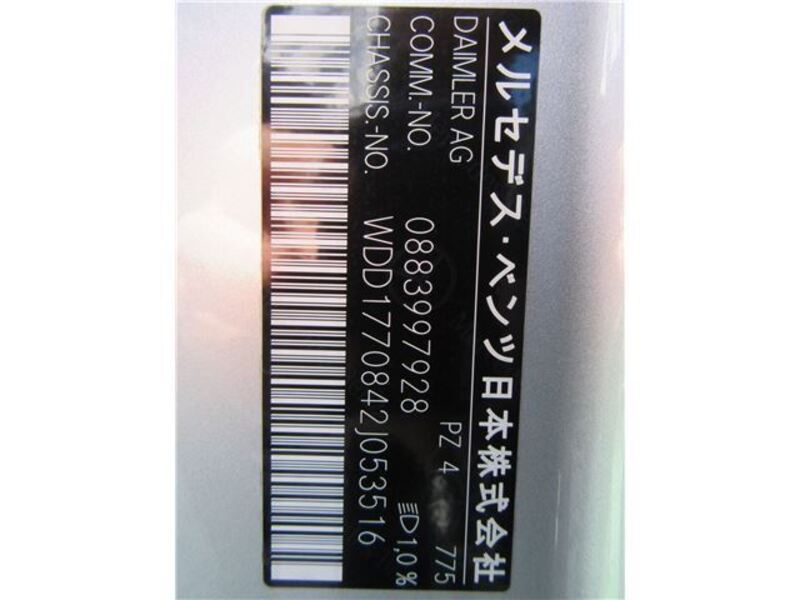 メルセデス・ベンツ日本株式会社
DAIMLER AG PZ 4 775
COMM.-NO. 0883997928 1,0 %
CHASSIS.-NO. WDD1770842J053516